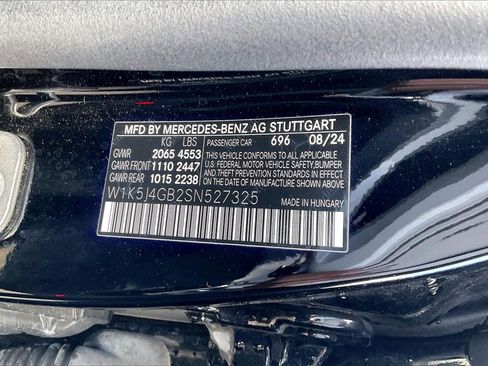 MFD BY MERCEDES-BENZ AG STUTTGART
KG LBS PASSENGER CAR 696 08/24
GVWR 2065 4553
GAWR FRONT 1110 2447
GAWR REAR 1015 2238
THIS VEHICLE CONFORMS TO ALL APPLICABLE
U.S. FEDERAL MOTOR VEHICLE SAFETY, BUMPER,
AND THEFT PREVENTION STANDARDS IN EFFECT
ON THE DATE OF MANUFACTURE SHOWN ABOVE.
W1K5J4GB2SN527325
MADE IN HUNGARY